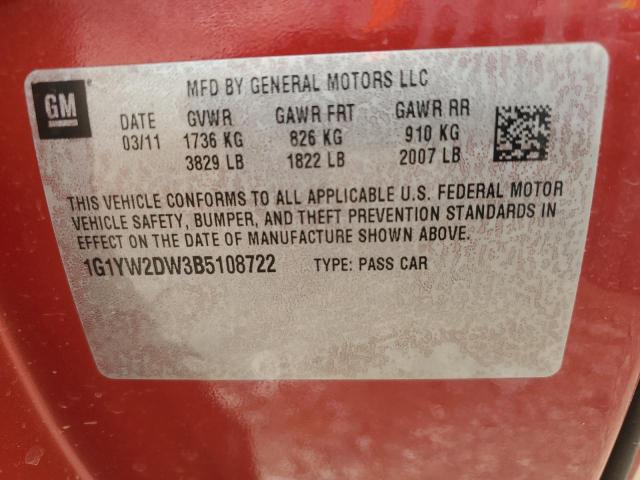 GM
MFD BY GENERAL MOTORS LLC
DATE GVWR GAWR FRT GAWR RR
03/11 1736 KG 826 KG 910 KG
3829 LB 1822 LB 2007 LB
THIS VEHICLE CONFORMS TO ALL APPLICABLE U.S. FEDERAL MOTOR
VEHICLE SAFETY, BUMPER, AND THEFT PREVENTION STANDARDS IN
EFFECT ON THE DATE OF MANUFACTURE SHOWN ABOVE.
1G1YW2DW3B5108722 TYPE: PASS CAR